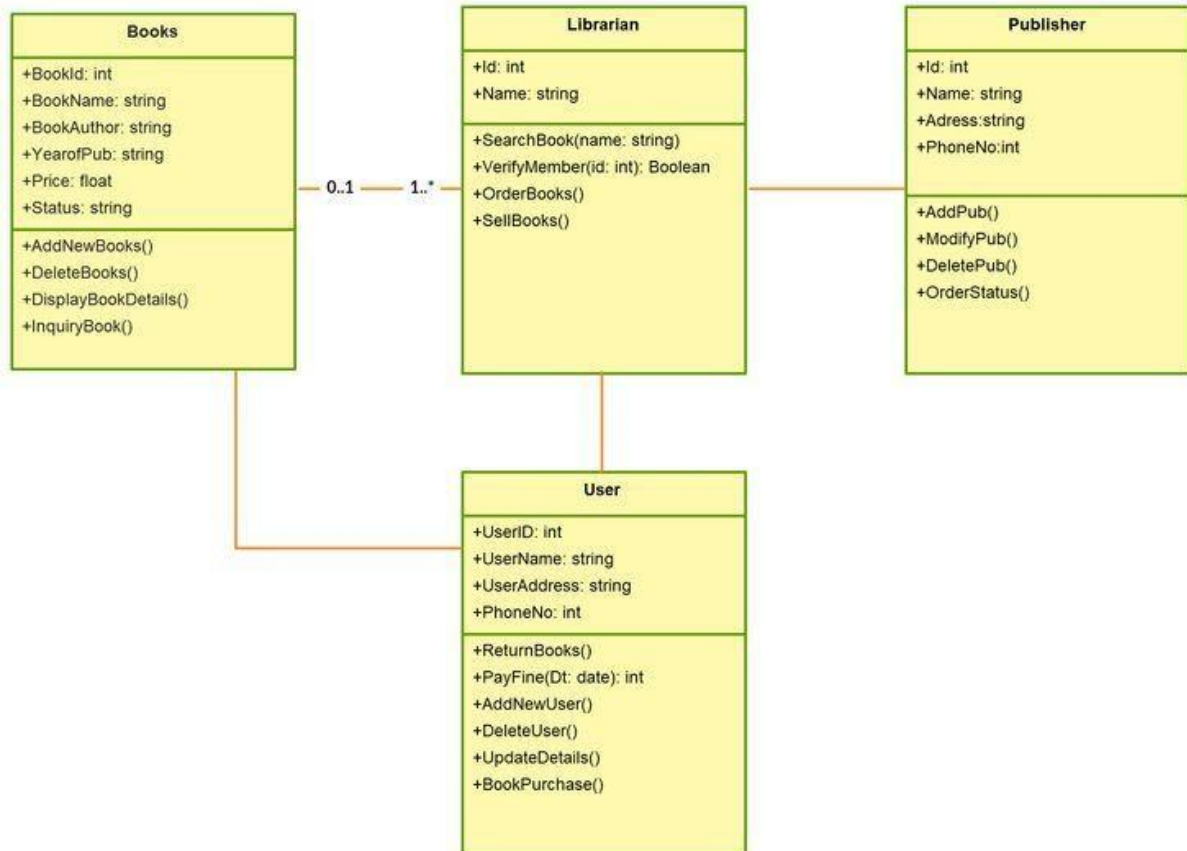 Books
+BookId: int
+BookName: string
+BookAuthor: string
+YearofPub: string
+Price: float
+Status: string
+AddNewBooks()
+DeleteBooks()
+DisplayBookDetails()
+InquiryBook()
0..1
1..*
Librarian
+Id: int
+Name: string
+SearchBook(name: string)
+VerifyMember(id: int): Boolean
+OrderBooks()
+SellBooks()
Publisher
+Id: int
+Name: string
+Adress:string
+PhoneNo:int
+AddPub()
+ModifyPub()
+DeletePub()
+OrderStatus()
User
+UserID: int
+UserName: string
+UserAddress: string
+PhoneNo: int
+ReturnBooks()
+PayFine(Dt: date): int
+AddNewUser()
+DeleteUser()
+UpdateDetails()
+BookPurchase()